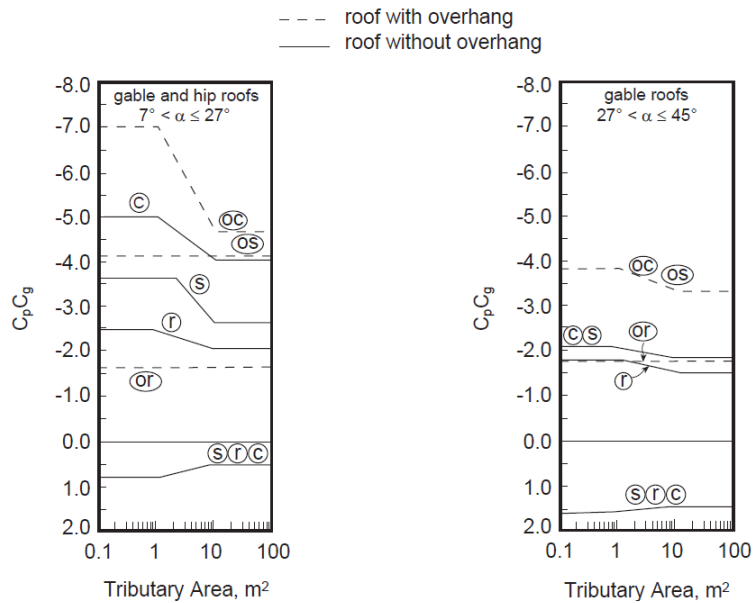 roof with overhang
roof without overhang
gable and hip roofs
7° < α ≤ 27°
-8.0
-7.0
-6.0
-5.0
-4.0
-3.0
-2.0
-1.0
0.0
1.0
2.0
CpCg
c
oc
os
s
r
or
s r c
0.1 1 10 100
Tributary Area, m²
gable roofs
27° < α ≤ 45°
-8.0
-7.0
-6.0
-5.0
-4.0
-3.0
-2.0
-1.0
0.0
1.0
2.0
CpCg
oc os
c s or
r
s r c
0.1 1 10 100
Tributary Area, m²